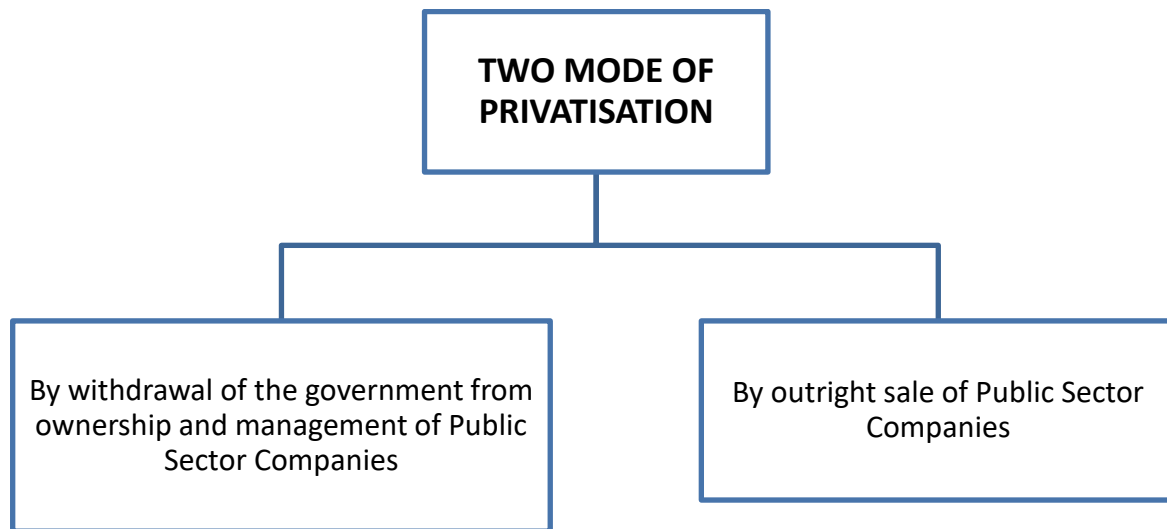 TWO MODE OF
PRIVATISATION
By withdrawal of the government from
ownership and management of Public
Sector Companies
By outright sale of Public Sector
Companies